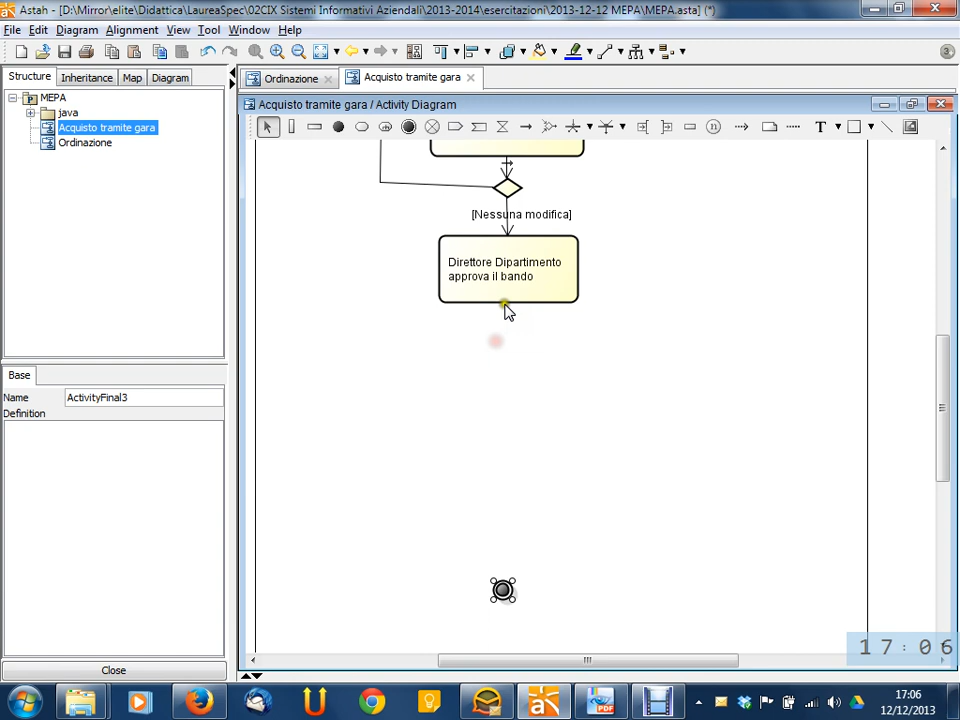 Astah - [D:\Mirror\elite\Didattica\LaureaSpec\02CIX Sistemi Informativi Aziendali\2013-2014\esercitazioni\2013-12-12 MEPA\MEPA.asta] (*)
File Edit Diagram Alignment View Tool Window Help
Structure Inheritance Map Diagram
Ordinazione
Acquisto tramite gara
MEPA
java
Acquisto tramite gara
Ordinazione
Acquisto tramite gara / Activity Diagram
[Nessuna modifica]
Direttore Dipartimento
approva il bando
Base
Name ActivityFinal3
Definition
Close
17:06
17:06
12/12/2013